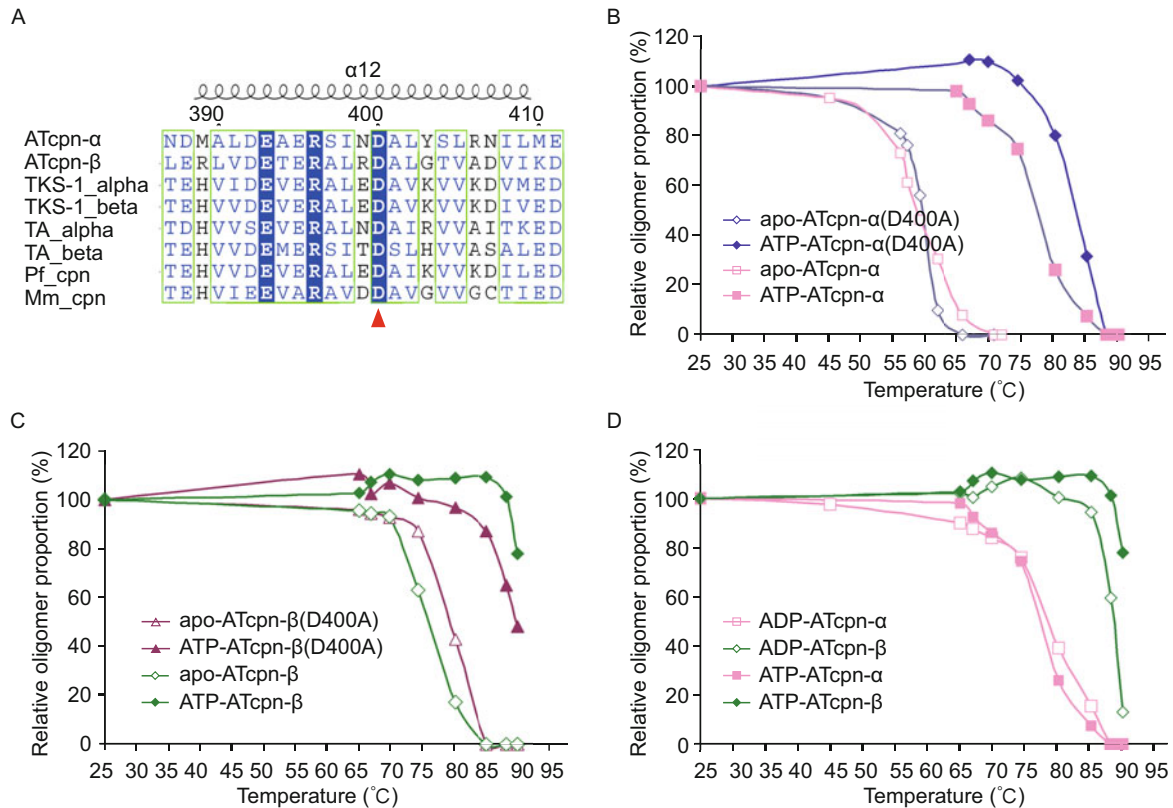 A
α12
390 400 410
ATcpn-α NDMALDEAERSINDALYSLRNILME
ATcpn-β LERLVDETERALRDALGTVADVIKD
TKS-1_alpha TEHVIDEVERALEDAVKVVKDVMED
TKS-1_beta TEHVVDEVERALEDAVKVVKDIVED
TA_alpha TEHVVDEVERALNDAIRVVAITKED
TA_beta TEHVVDEMERSITDSLHVVASALED
Pf_cpn TEHVVDEVERALEDAIKVVKDILED
Mm_cpn TEHVIEEVARAVDDAVGVVGCTIED
B
Relative oligomer proportion (%)
120
100
80
60
40
20
0
apo-ATcpn-α(D400A)
ATP-ATcpn-α(D400A)
apo-ATcpn-α
ATP-ATcpn-α
25 30 35 40 45 50 55 60 65 70 75 80 85 90 95
Temperature (℃)
C
Relative oligomer proportion (%)
120
100
80
60
40
20
0
apo-ATcpn-β(D400A)
ATP-ATcpn-β(D400A)
apo-ATcpn-β
ATP-ATcpn-β
25 30 35 40 45 50 55 60 65 70 75 80 85 90 95
Temperature (℃)
D
Relative oligomer proportion (%)
120
100
80
60
40
20
0
ADP-ATcpn-α
ADP-ATcpn-β
ATP-ATcpn-α
ATP-ATcpn-β
25 30 35 40 45 50 55 60 65 70 75 80 85 90 95
Temperature (℃)